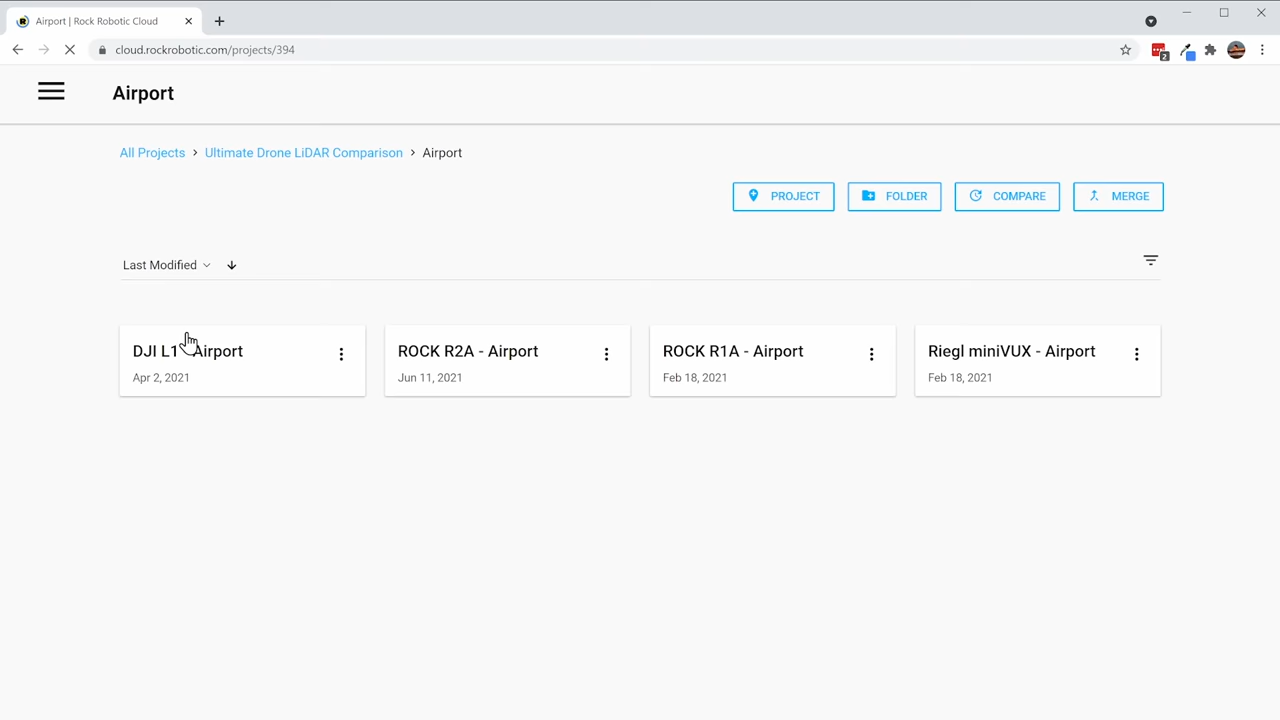 Airport | Rock Robotic Cloud
cloud.rockrobotic.com/projects/394
2
Airport
All Projects > Ultimate Drone LiDAR Comparison > Airport
PROJECT FOLDER COMPARE MERGE
Last Modified
DJI L1 - Airport
Apr 2, 2021
ROCK R2A - Airport
Jun 11, 2021
ROCK R1A - Airport
Feb 18, 2021
Riegl miniVUX - Airport
Feb 18, 2021